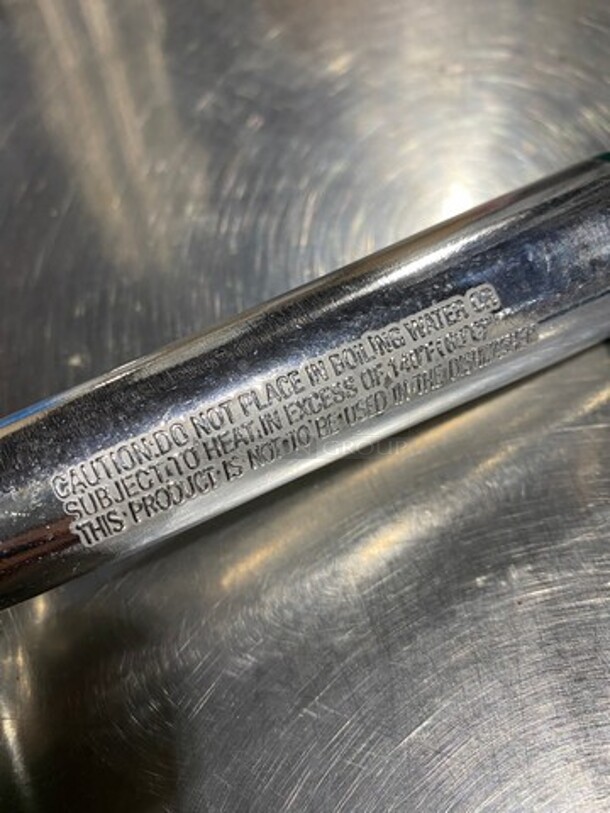 CAUTION:DO NOT PLACE IN BOILING WATER OR
SUBJECT TO HEAT IN EXCESS OF 140°F(60°C)
THIS PRODUCT IS NOT TO BE USED IN THE DISHWASHER